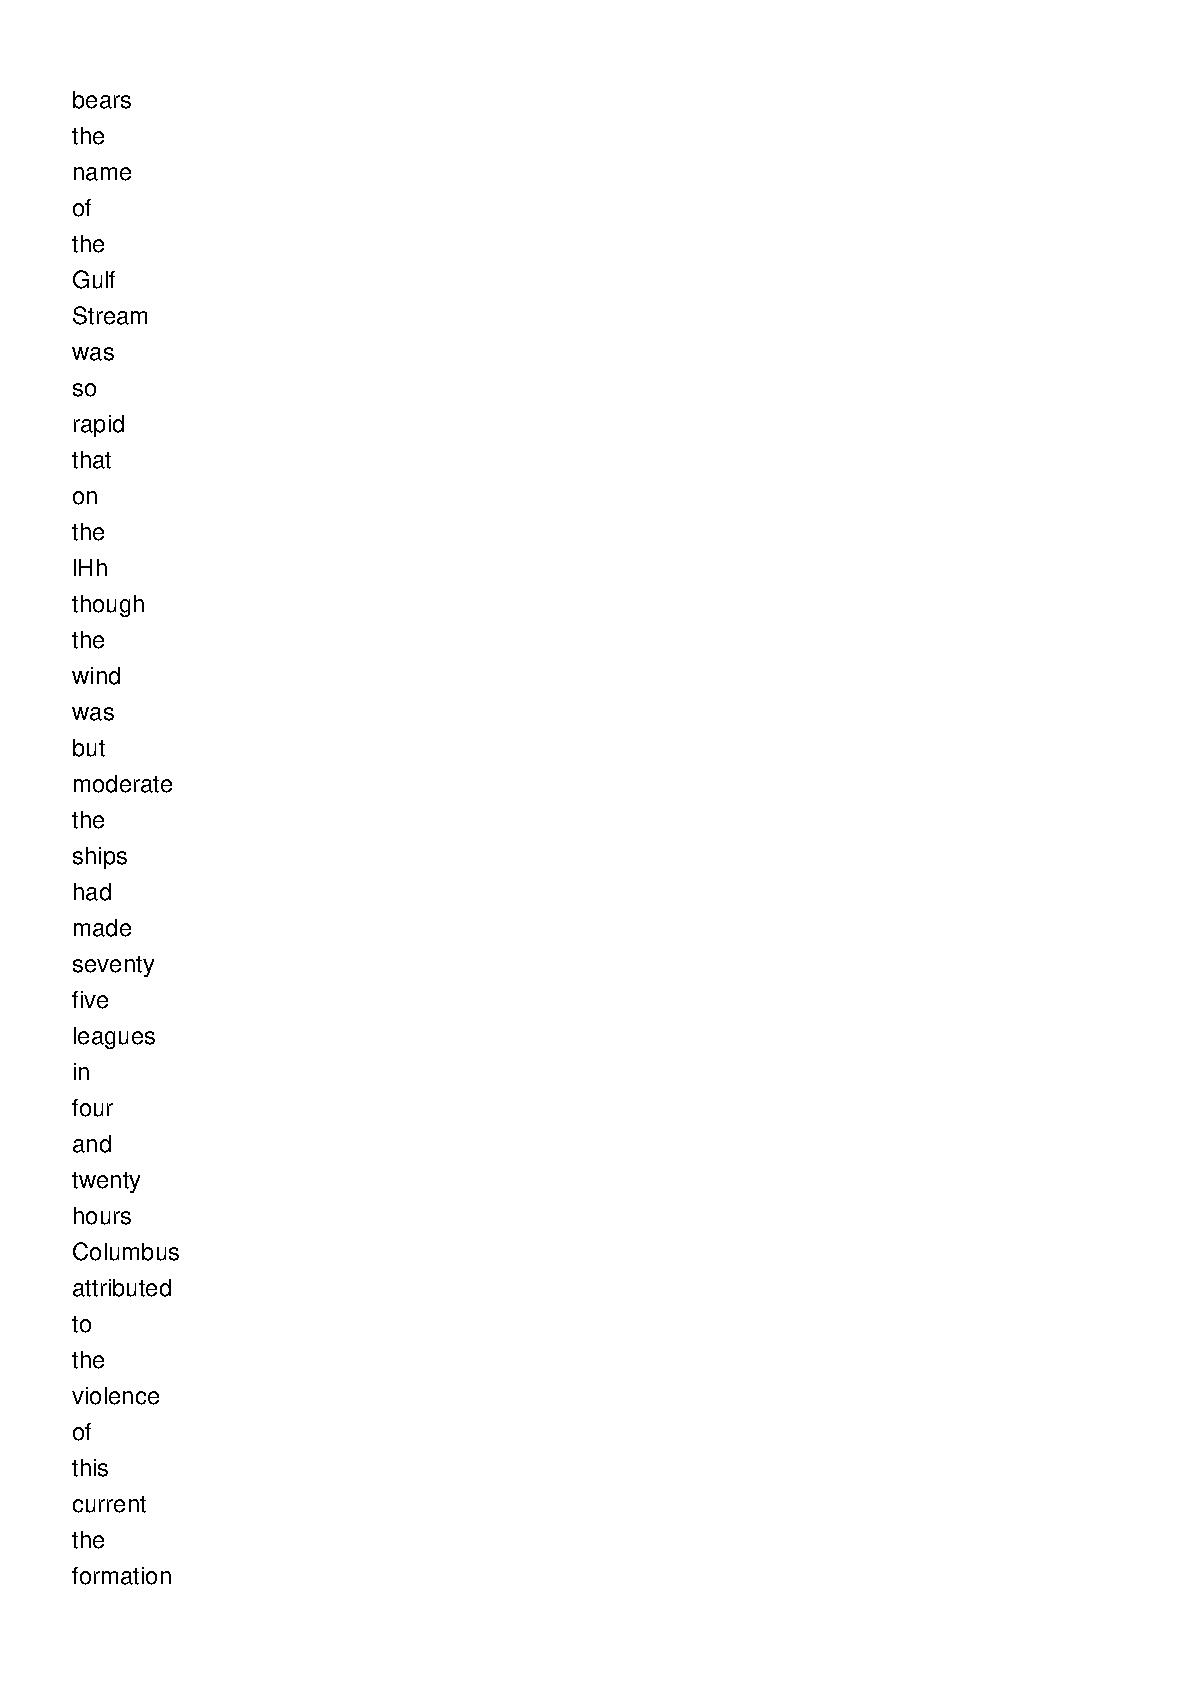 bears
the
name
of
the
Gulf
Stream
was
so
rapid
that
on
the
lHh
though
the
wind
was
but
moderate
the
ships
had
made
seventy
five
leagues
in
four
and
twenty
hours
Columbus
attributed
to
the
violence
of
this
current
the
formation